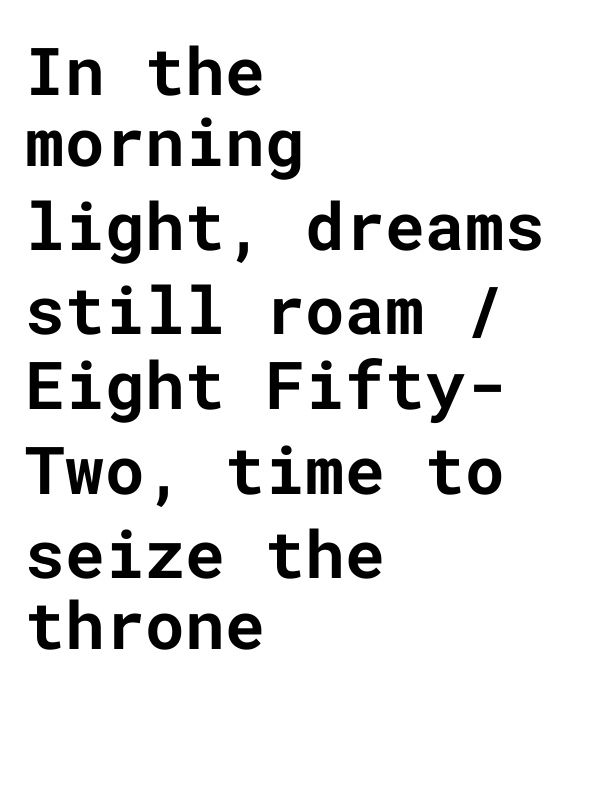 In the
morning
light, dreams
still roam /
Eight Fifty-
Two, time to
seize the
throne